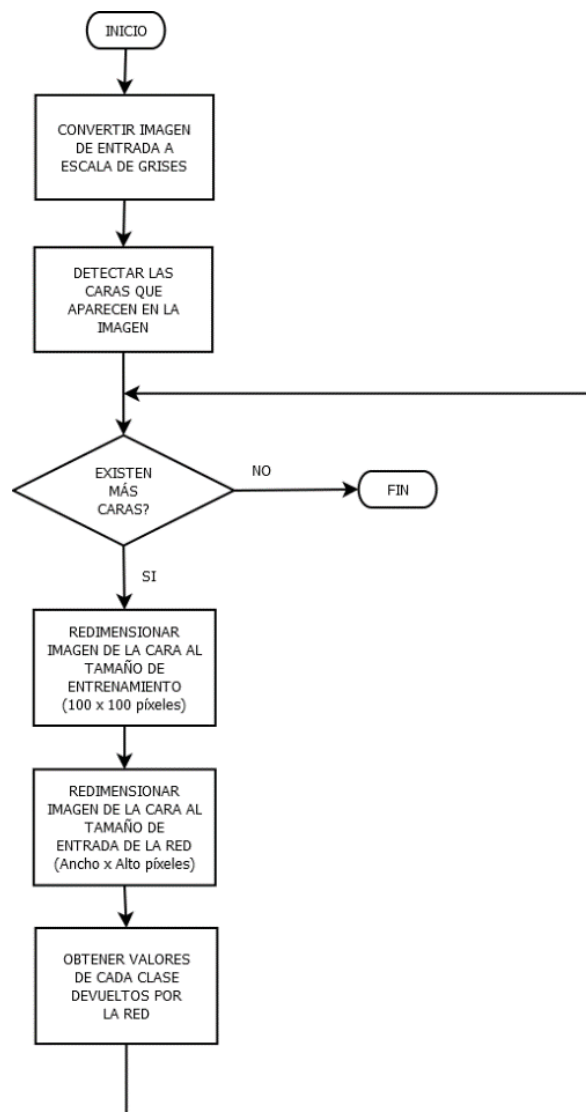 INICIO
CONVERTIR IMAGEN
DE ENTRADA A
ESCALA DE GRISES
DETECTAR LAS
CARAS QUE
APARECEN EN LA
IMAGEN
EXISTEN
MÁS
CARAS?
NO
FIN
SI
REDIMENSIONAR
IMAGEN DE LA CARA AL
TAMAÑO DE
ENTRENAMIENTO
(100 x 100 píxeles)
REDIMENSIONAR
IMAGEN DE LA CARA AL
TAMAÑO DE
ENTRADA DE LA RED
(Ancho x Alto píxeles)
OBTENER VALORES
DE CADA CLASE
DEVUELTOS POR
LA RED